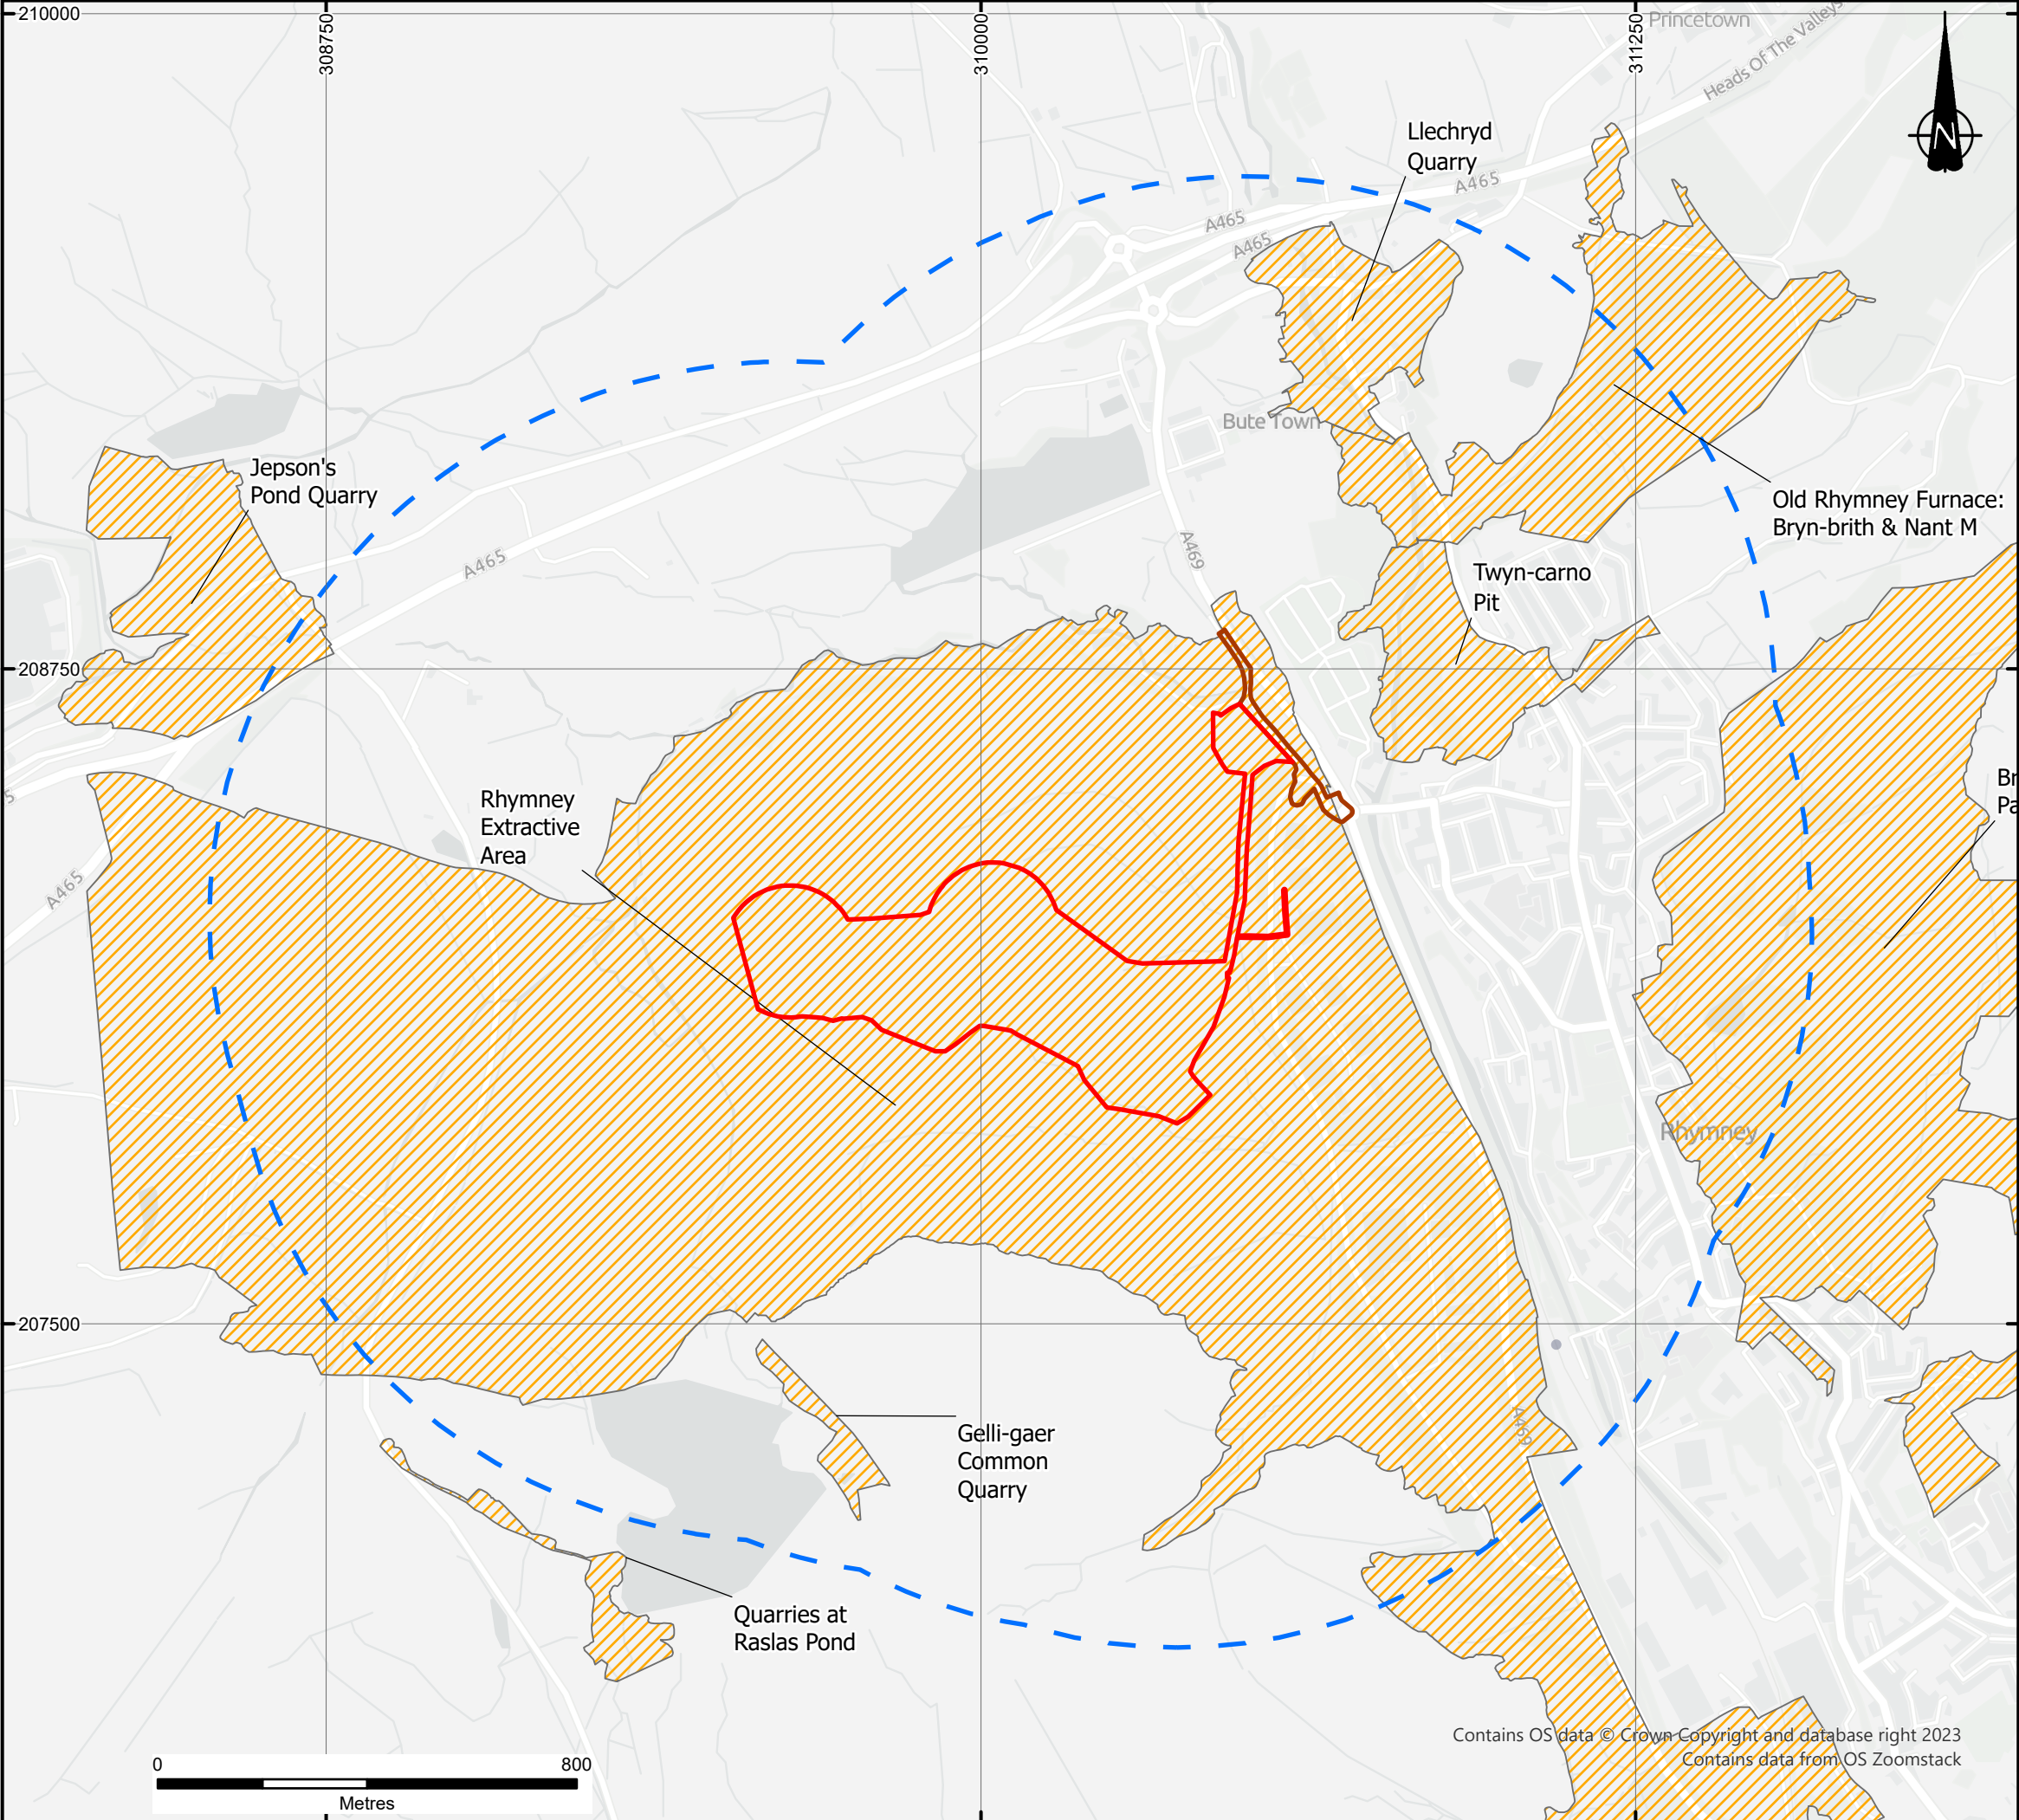 210000
308750
310000
311250
Princetown
Heads Of The Valleys
N
Llechryd
Quarry
A465
A465
A465
Bute Town
Jepson's
Pond Quarry
A465
A469
Old Rhymney Furnace:
Bryn-brith & Nant M
Twyn-carno
Pit
208750
5
Br
Pa
Rhymney
Extractive
Area
A465
Rhymney
207500
A469
Gelli-gaer
Common
Quarry
Quarries at
Raslas Pond
Contains OS data © Crown Copyright and database right 2023
Contains data from OS Zoomstack
0 800
Metres